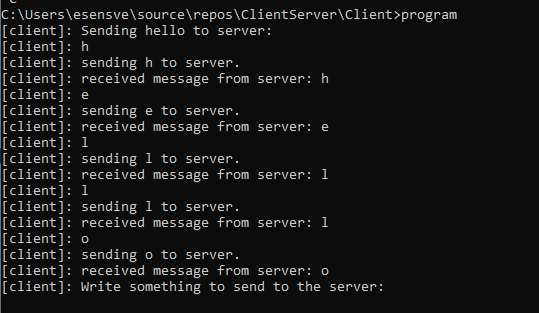 C:\Users\esensve\source\repos\ClientServer\Client>program
[client]: Sending hello to server:
[client]: h
[client]: sending h to server.
[client]: received message from server: h
[client]: e
[client]: sending e to server.
[client]: received message from server: e
[client]: l
[client]: sending l to server.
[client]: received message from server: l
[client]: l
[client]: sending l to server.
[client]: received message from server: l
[client]: o
[client]: sending o to server.
[client]: received message from server: o
[client]: Write something to send to the server: